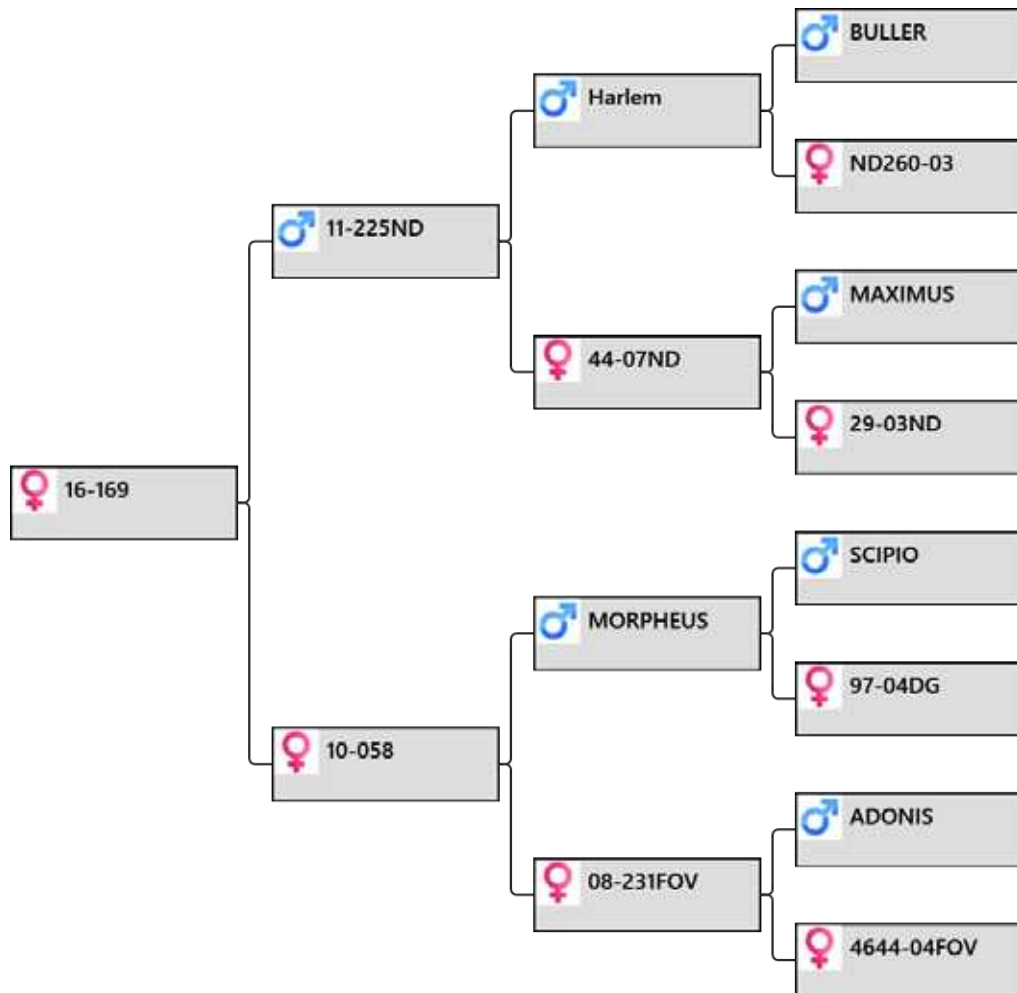 BULLER
Harlem
ND260-03
11-225ND
MAXIMUS
44-07ND
29-03ND
16-169
SCIPIO
MORPHEUS
97-04DG
10-058
ADONIS
08-231FOV
4644-04FOV